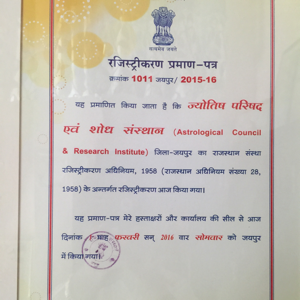 सत्यमेव जयते
रजिस्ट्रीकरण प्रमाण-पत्र
क्रमांक 1011 जयपुर/ 2015-16
यह प्रमाणित किया जाता है कि ज्योतिष परिषद
एवं शोध संस्थान (Astrological Council
& Research Institute) जिला-जयपुर का राजस्थान संस्था
रजिस्ट्रीकरण अधिनियम, 1958 (राजस्थान अधिनियम संख्या 28,
1958) के अन्तर्गत रजिस्ट्रीकरण आज किया गया।
यह प्रमाण-पत्र मेरे हस्ताक्षरों और कार्यालय की सील से आज
दिनांक माह फरवरी सन् 2016 वार सोमवार को जयपुर
में किया गया।